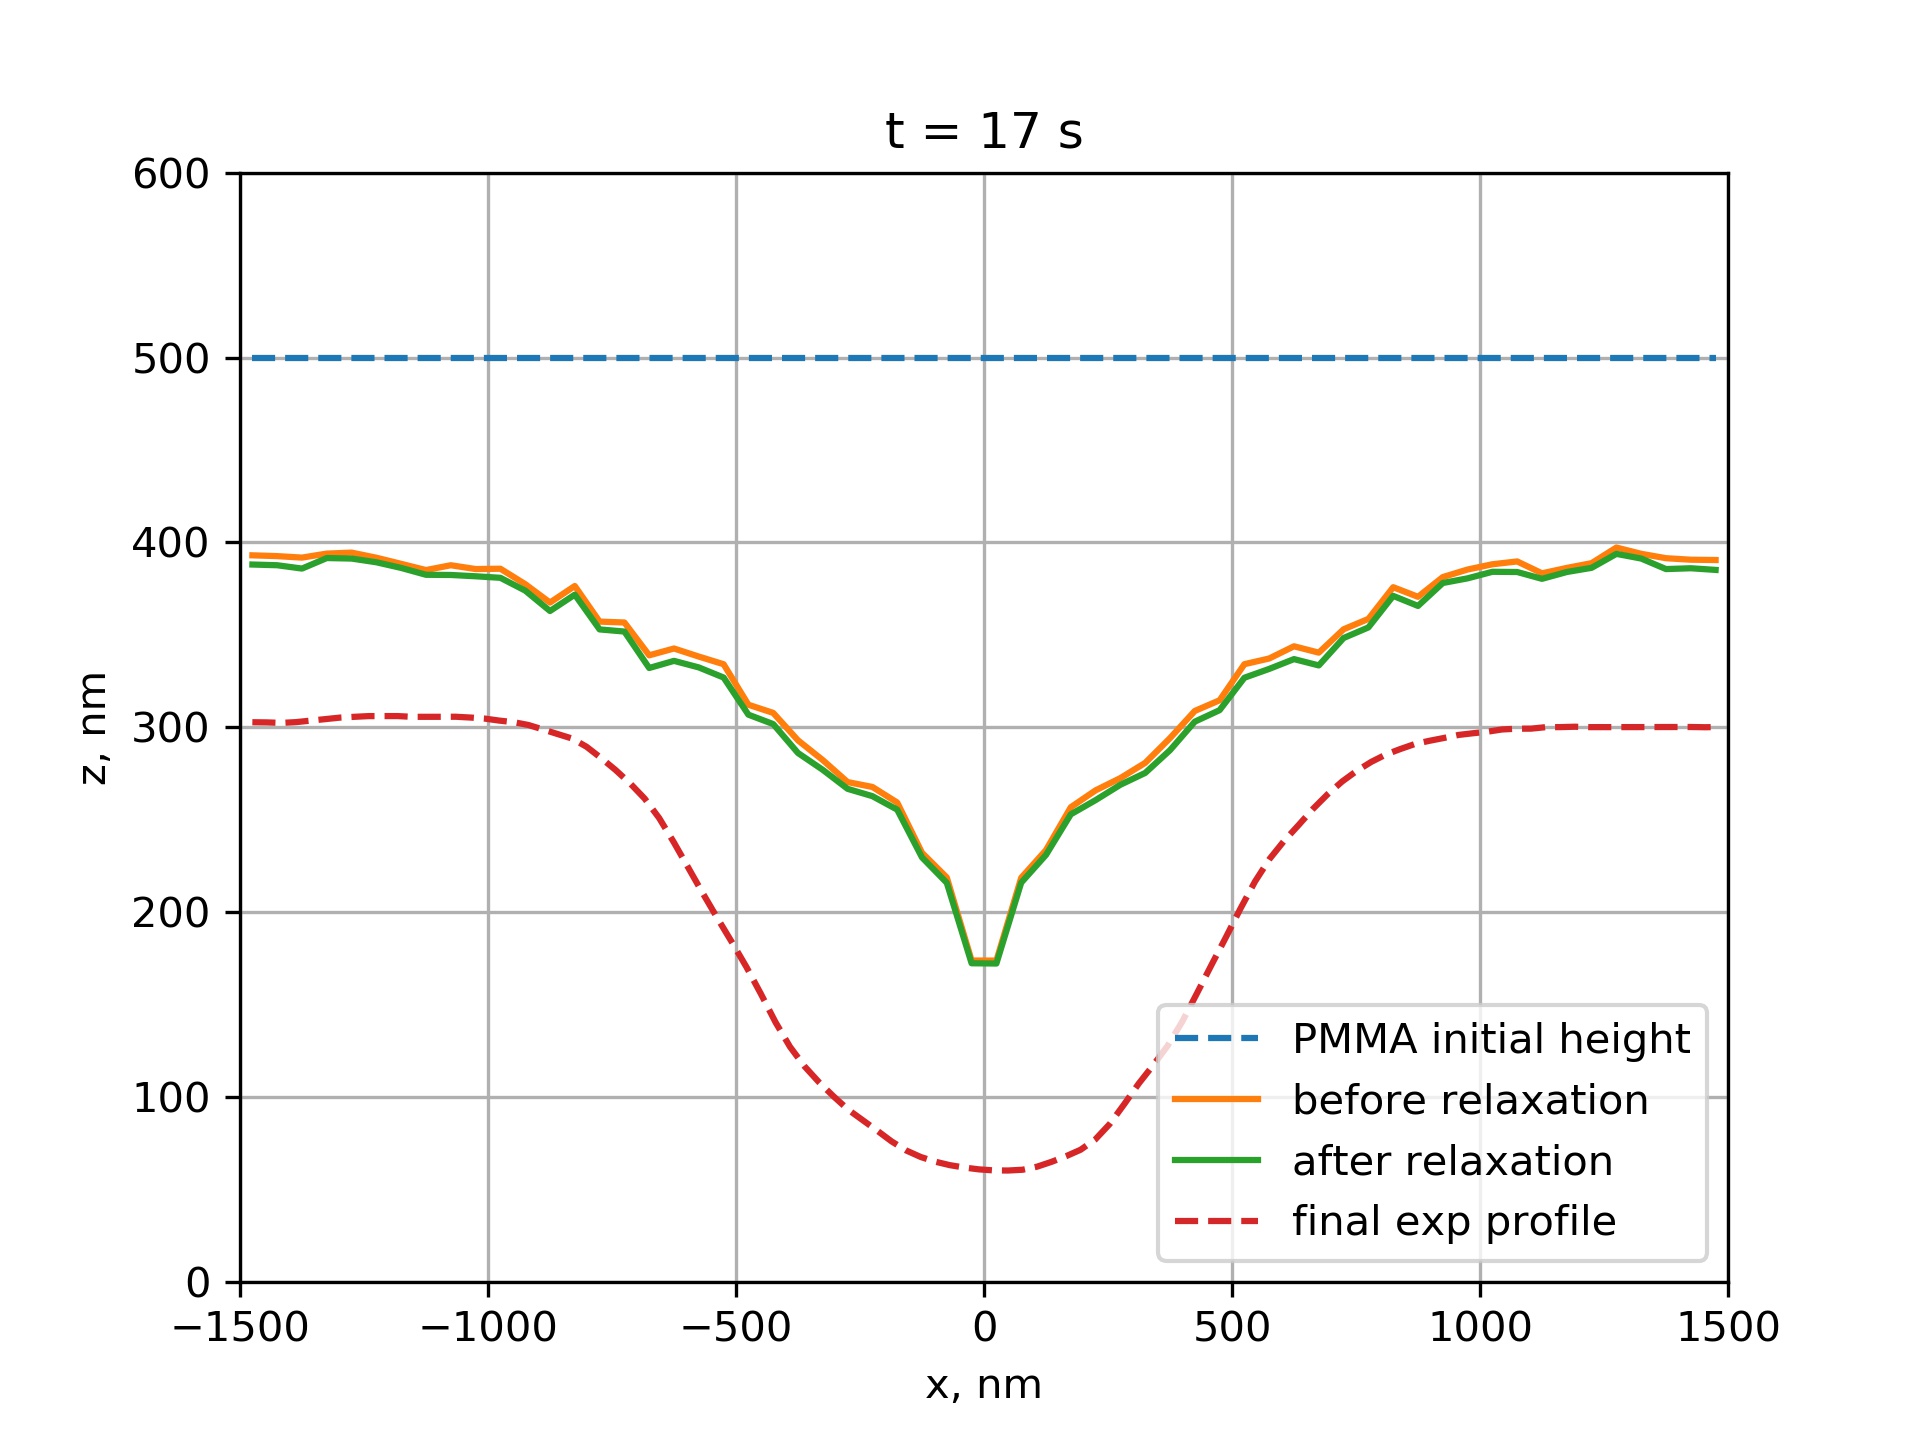 t = 17 s
600
500
400
300
200
100
0
z, nm
−1500 −1000 −500 0 500 1000 1500
x, nm
PMMA initial height
before relaxation
after relaxation
final exp profile